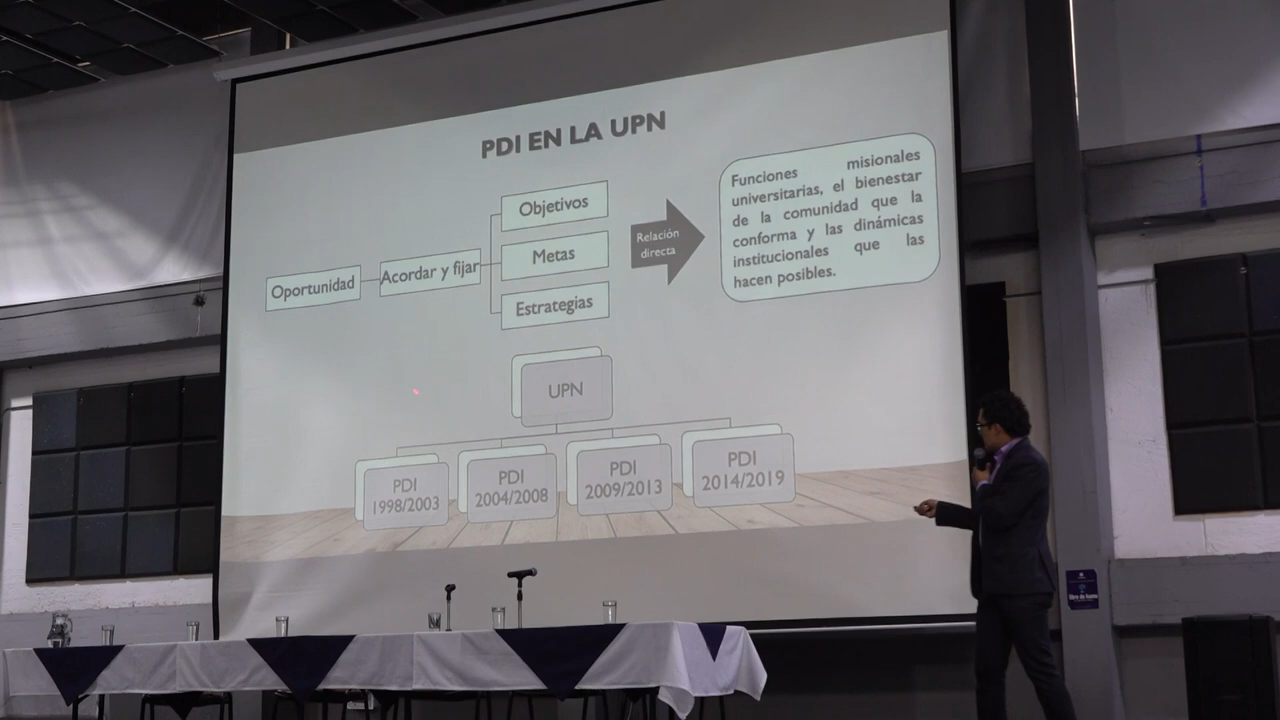 PDI EN LA UPN
Oportunidad
Acordar y fijar
Objetivos
Metas
Estrategias
Relación
directa
Funciones misionales
universitarias, el bienestar
de la comunidad que la
conforma y las dinámicas
institucionales que las
hacen posibles.
UPN
PDI
1998/2003
PDI
2004/2008
PDI
2009/2013
PDI
2014/2019